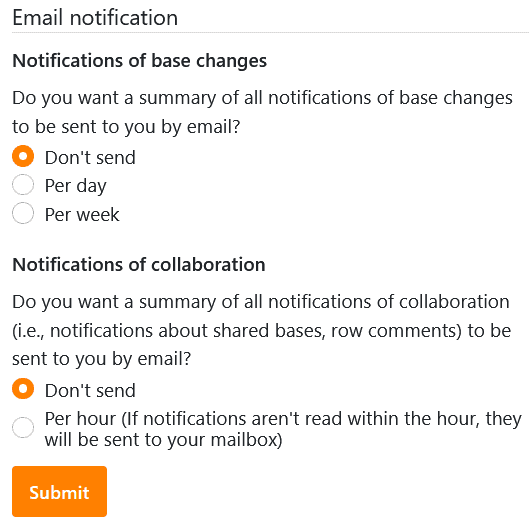 Email notification
Notifications of base changes
Do you want a summary of all notifications of base changes
to be sent to you by email?
Don't send
Per day
Per week
Notifications of collaboration
Do you want a summary of all notifications of collaboration
(i.e., notifications about shared bases, row comments) to be
sent to you by email?
Don't send
Per hour (If notifications aren't read within the hour, they
will be sent to your mailbox)
Submit